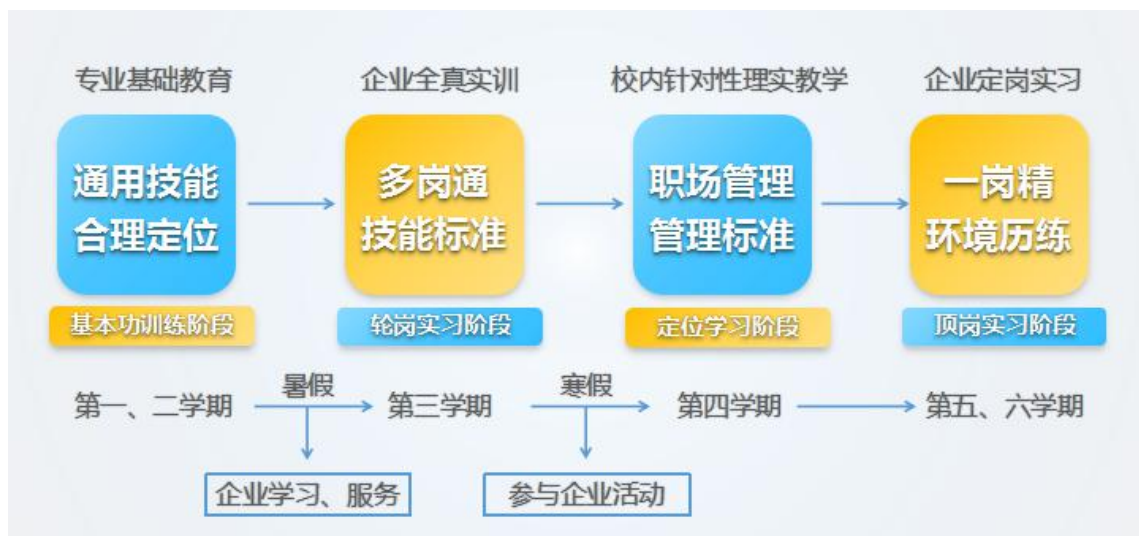 专业基础教育
企业全真实训
校内针对性理实教学
企业定岗实习
通用技能
合理定位
多岗通
技能标准
职场管理
管理标准
一岗精
环境历练
基本功训练阶段
轮岗实习阶段
定位学习阶段
顶岗实习阶段
第一、二学期
暑假
第三学期
寒假
第四学期
第五、六学期
企业学习、服务
参与企业活动